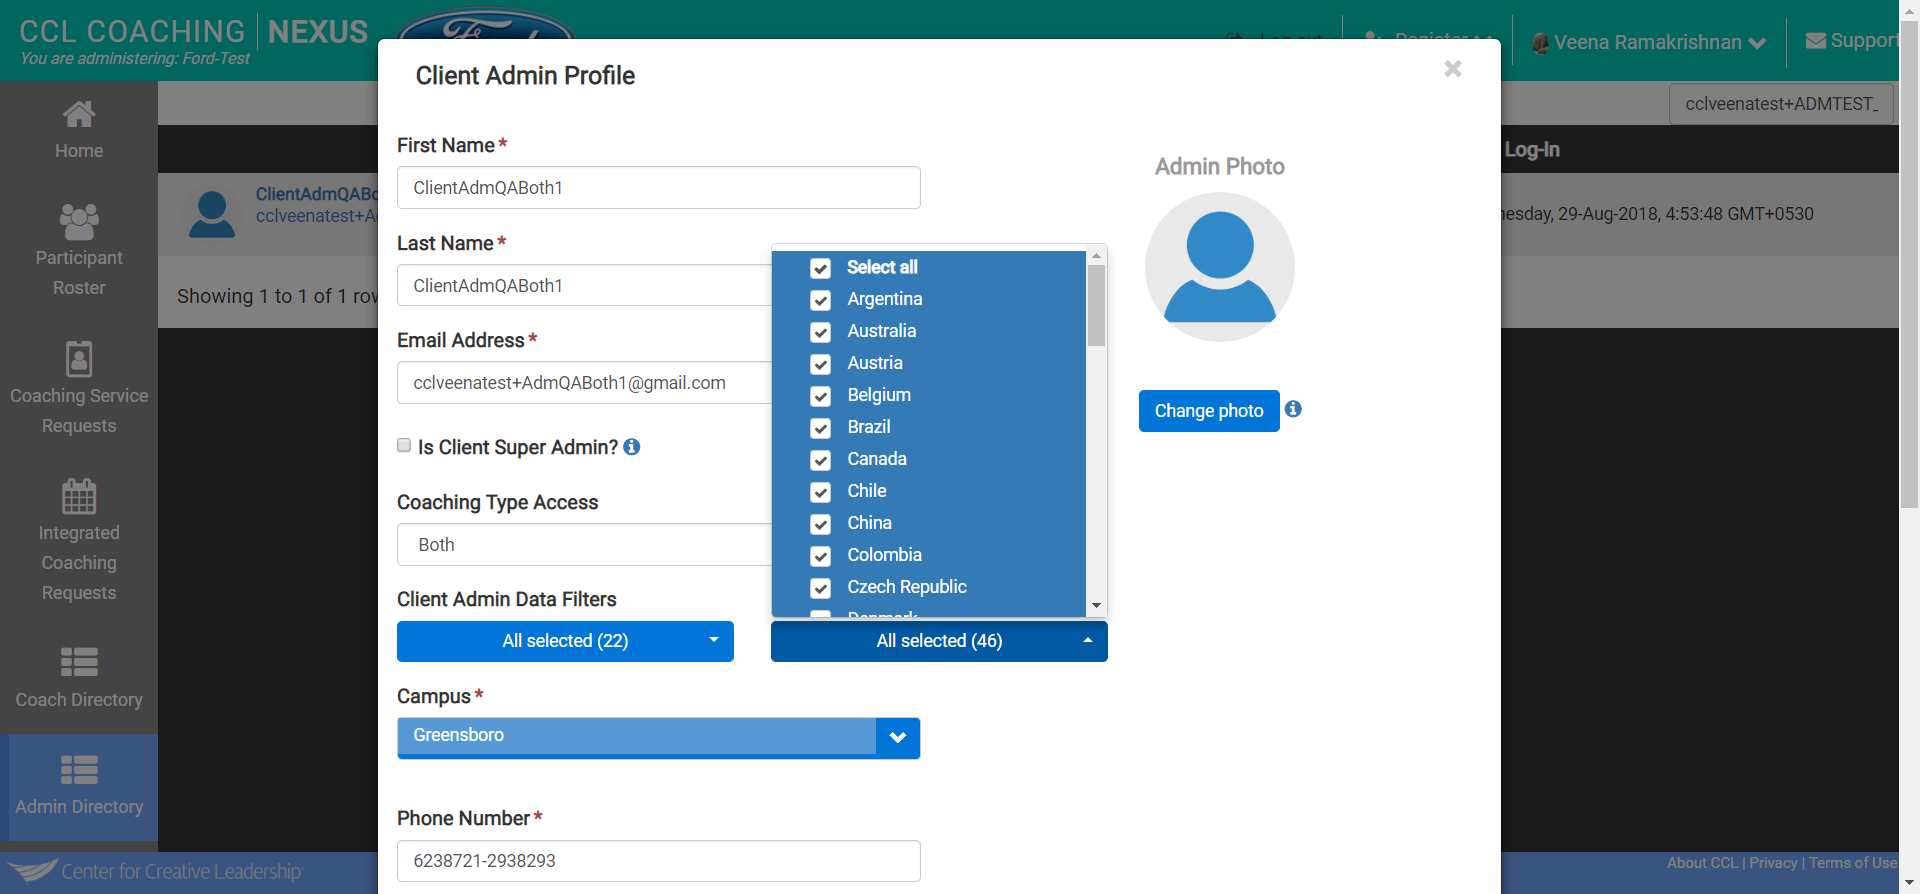 CCL COACHING NEXUS
You are administering: Ford-Test
Ford
Log out
Register
Veena Ramakrishnan
Support
cclveenatest+ADMTEST_
Home
Participant
Roster
Coaching Service
Requests
Integrated
Coaching
Requests
Coach Directory
Admin Directory
Log-In
ClientAdmQABo
cclveenatest+A
nesday, 29-Aug-2018, 4:53:48 GMT+0530
Showing 1 to 1 of 1 row
Client Admin Profile
×
First Name *
ClientAdmQABoth1
Last Name *
ClientAdmQABoth1
Email Address *
cclveenatest+AdmQABoth1@gmail.com
Is Client Super Admin?
Coaching Type Access
Both
Client Admin Data Filters
All selected (22)
Select all
Argentina
Australia
Austria
Belgium
Brazil
Canada
Chile
China
Colombia
Czech Republic
Denmark
All selected (46)
Campus *
Greensboro
Phone Number *
6238721-2938293
Admin Photo
Change photo
Center for Creative Leadership
About CCL | Privacy | Terms of Use